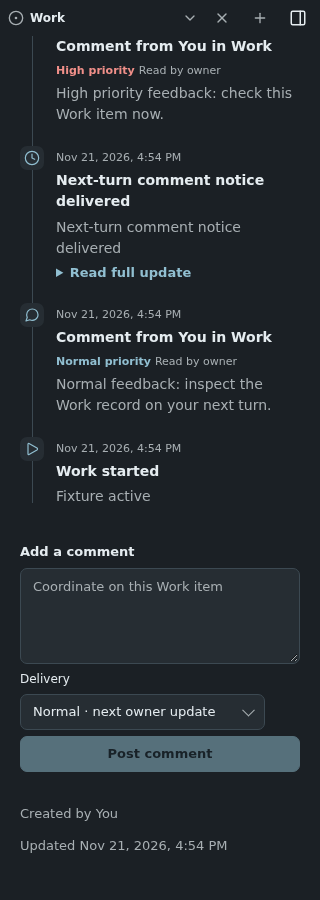 Work
Comment from You in Work
High priority Read by owner
High priority feedback: check this
Work item now.
Nov 21, 2026, 4:54 PM
Next-turn comment notice
delivered
Next-turn comment notice
delivered
Read full update
Nov 21, 2026, 4:54 PM
Comment from You in Work
Normal priority Read by owner
Normal feedback: inspect the
Work record on your next turn.
Nov 21, 2026, 4:54 PM
Work started
Fixture active
Add a comment
Coordinate on this Work item
Delivery
Normal · next owner update
Post comment
Created by You
Updated Nov 21, 2026, 4:54 PM